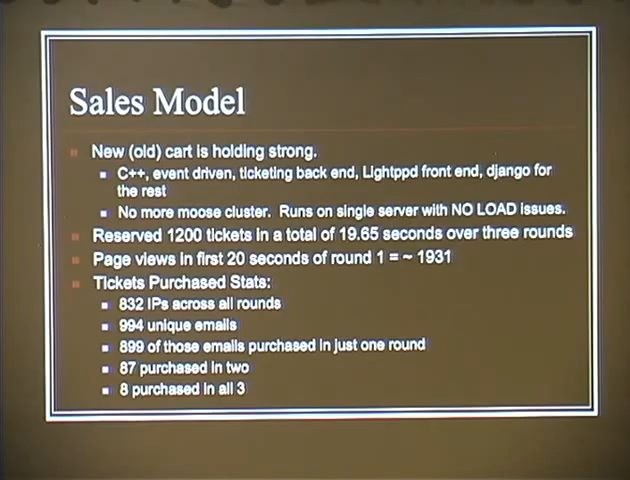 Sales Model
New (old) cart is holding strong.
C++, event driven, ticketing back end, Lightppd front end, django for
the rest
No more moose cluster. Runs on single server with NO LOAD issues.
Reserved 1200 tickets in a total of 19.65 seconds over three rounds
Page views in first 20 seconds of round 1 = ~ 1931
Tickets Purchased Stats:
832 IPs across all rounds
994 unique emails
899 of those emails purchased in just one round
87 purchased in two
8 purchased in all 3